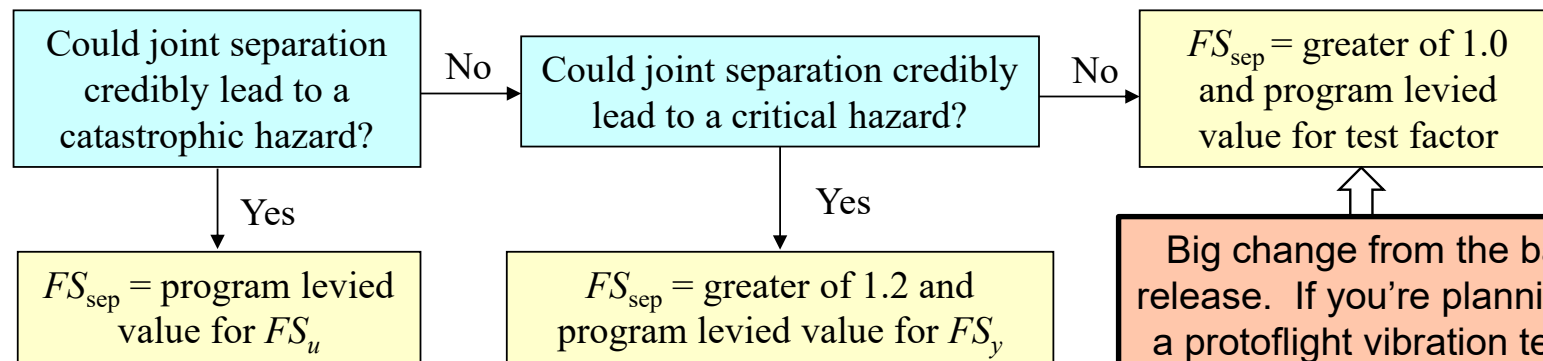 Could joint separation
credibly lead to a
catastrophic hazard?
No
Could joint separation credibly
lead to a critical hazard?
No
FSsep = greater of 1.0
and program levied
value for test factor
Yes
Yes
FSsep = program levied
value for FSu
FSsep = greater of 1.2 and
program levied value for FSy
Big change from the
release. If you're
a protoflight vibration